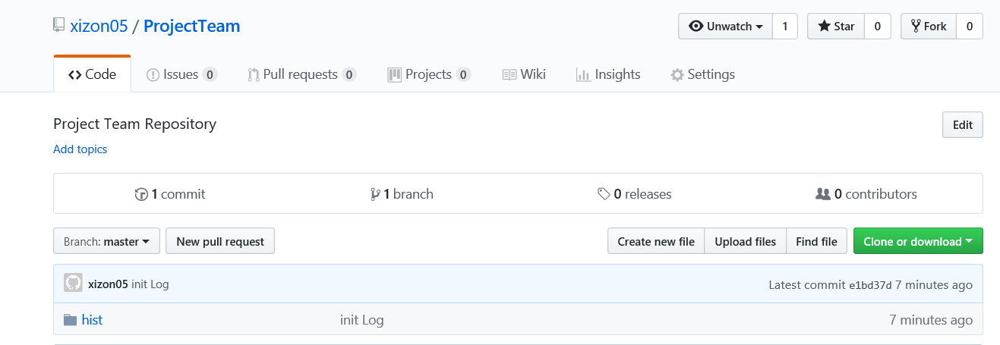 xizon05 / ProjectTeam Unwatch 1 Star 0 Fork 0
Code Issues 0 Pull requests 0 Projects 0 Wiki Insights Settings
Project Team Repository Edit
Add topics
1 commit 1 branch 0 releases 0 contributors
Branch: master New pull request Create new file Upload files Find file Clone or download
xizon05 init Log Latest commit e1bd37d 7 minutes ago
hist init Log 7 minutes ago